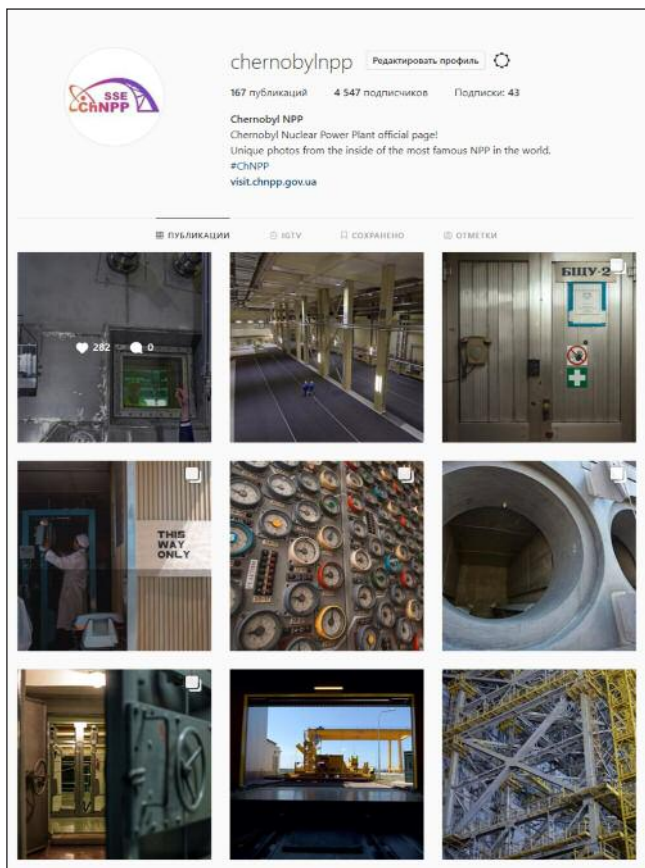 SSE
ChNPP
chernobylnpp Редактировать профиль
167 публикаций 4 547 подписчиков Подписки: 43
Chernobyl NPP
Chernobyl Nuclear Power Plant official page!
Unique photos from the inside of the most famous NPP in the world.
#ChNPP
visit.chnpp.gov.ua
ПУБЛИКАЦИИ IGTV СОХРАНЕНО ОТМЕТКИ
282 0
БЩУ-2
THIS
WAY
ONLY